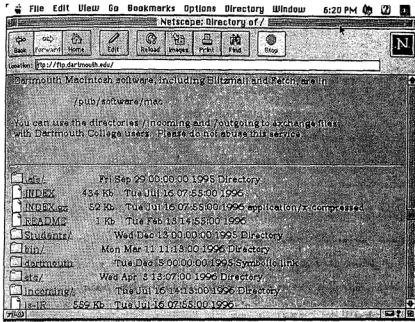 File Edit View Go Bookmarks Options Directory Window 6:20 PM
Netscape: Directory of /
Back Forward Home Edit Reload Images Print Find Stop
N
Location: ftp://ftp.dartmouth.edu/
Dartmouth Macintosh software, including Blitzmail and Fetch, are in
/pub/software/mac
You can use the directories /incoming and /outgoing to exchange files
with Dartmouth College users. Please do not abuse this service.
.afs/ Fri Sep 29 00:00:00 1995 Directory
INDEX 434 Kb Tue Jul 16 07:55:00 1996
INDEX.gz 52 Kb Tue Jul 16 07:55:00 1996 application/x-compressed
README 1 Kb Tue Feb 13 14:55:00 1996
Students/ Wed Dec 13 00:00:00 1995 Directory
bin/ Mon Mar 11 11:13:00 1996 Directory
dartmouth Tue Dec 5 00:00:00 1995 Symbolic link
etc/ Wed Apr 3 13:07:00 1996 Directory
incoming/ Tue Jul 16 14:13:00 1996 Directory
ls-lR 559 Kb Tue Jul 16 07:55:00 1996